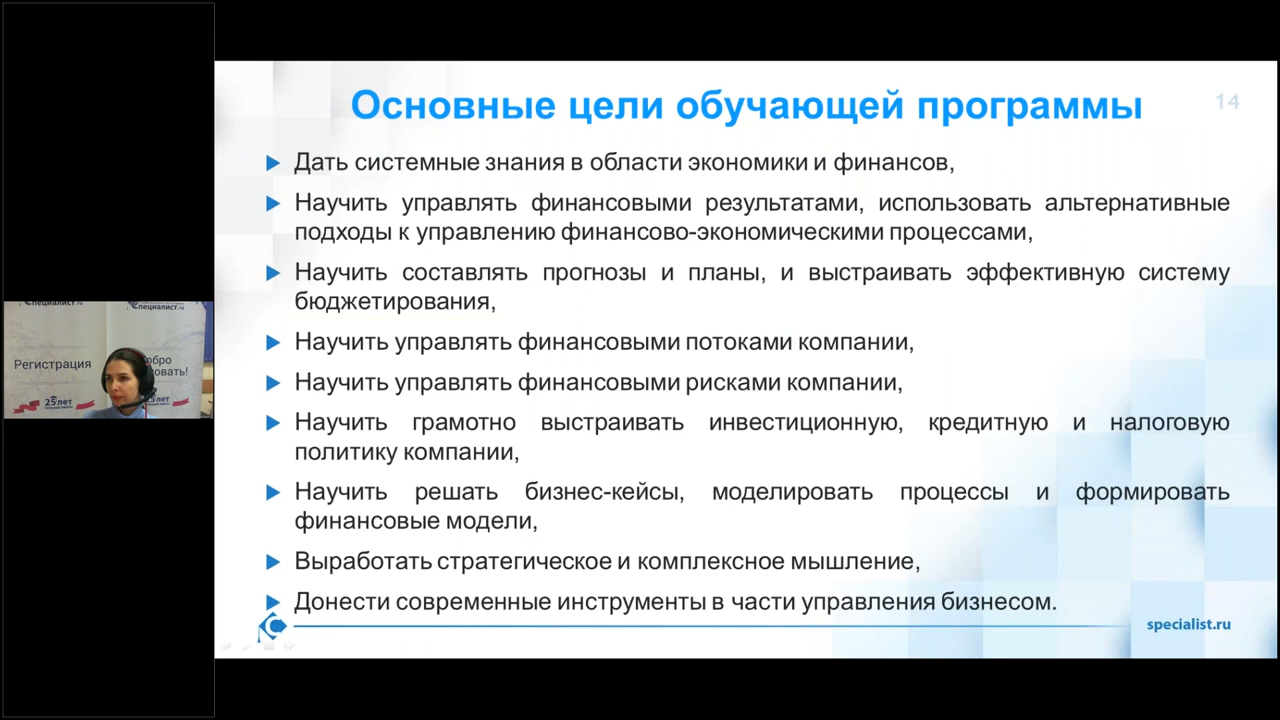 Основные цели обучающей программы
14
Дать системные знания в области экономики и финансов,
Научить управлять финансовыми результатами, использовать альтернативные
подходы к управлению финансово-экономическими процессами,
Научить составлять прогнозы и планы, и выстраивать эффективную систему
бюджетирования,
Научить управлять финансовыми потоками компании,
Научить управлять финансовыми рисками компании,
Научить грамотно выстраивать инвестиционную, кредитную и налоговую
политику компании,
Научить решать бизнес-кейсы, моделировать процессы и формировать
финансовые модели,
Выработать стратегическое и комплексное мышление,
Донести современные инструменты в части управления бизнесом.
specialist.ru
Регистрация
25 лет
25 лет